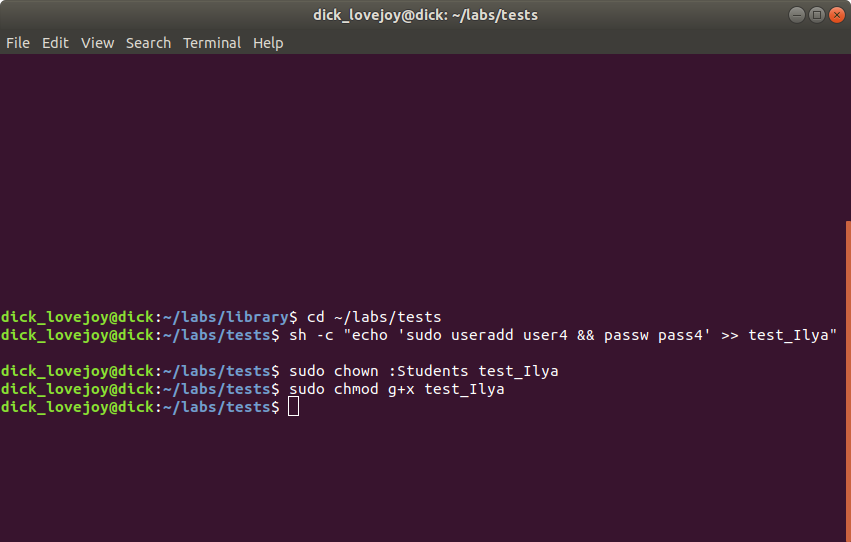 dick_lovejoy@dick: ~/labs/tests
File Edit View Search Terminal Help
dick_lovejoy@dick:~/labs/library$ cd ~/labs/tests
dick_lovejoy@dick:~/labs/tests$ sh -c "echo 'sudo useradd user4 && passw pass4' >> test_Ilya"
dick_lovejoy@dick:~/labs/tests$ sudo chown :Students test_Ilya
dick_lovejoy@dick:~/labs/tests$ sudo chmod g+x test_Ilya
dick_lovejoy@dick:~/labs/tests$